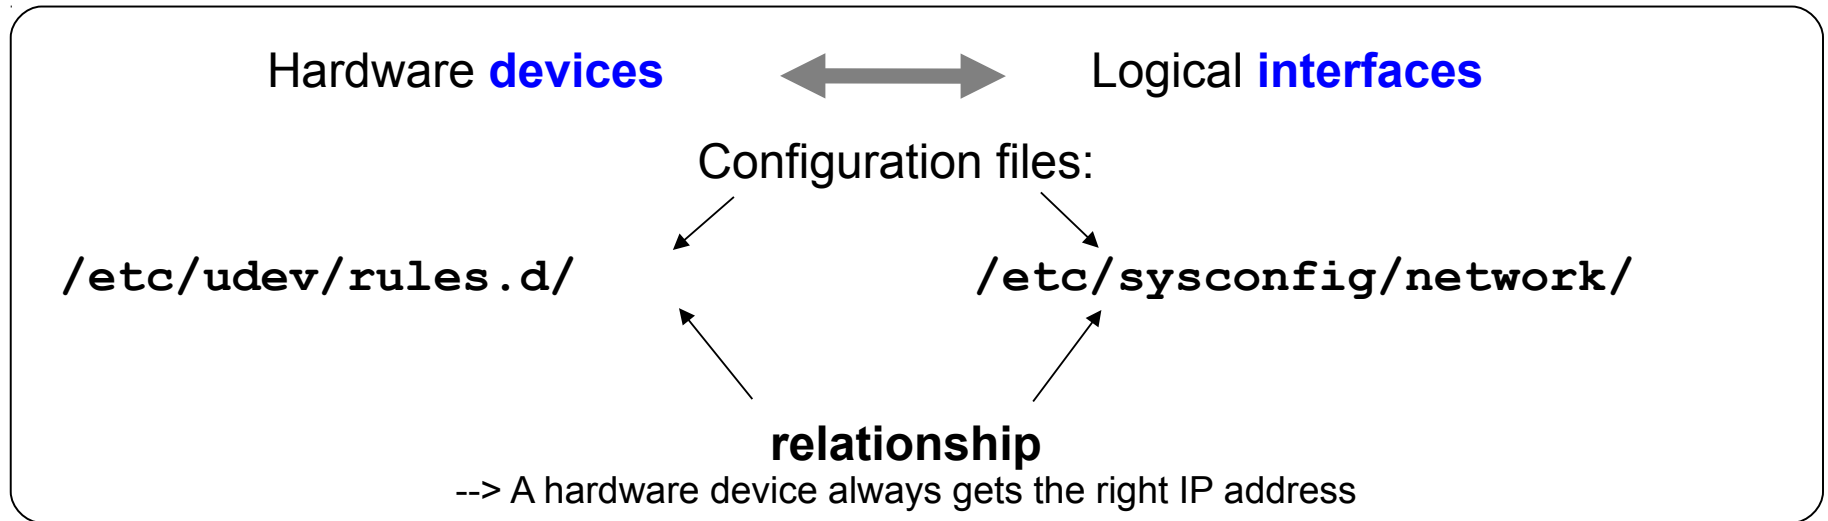 Hardware devices Logical interfaces
Configuration files:
/etc/udev/rules.d/ /etc/sysconfig/network/
relationship
--> A hardware device always gets the right IP address